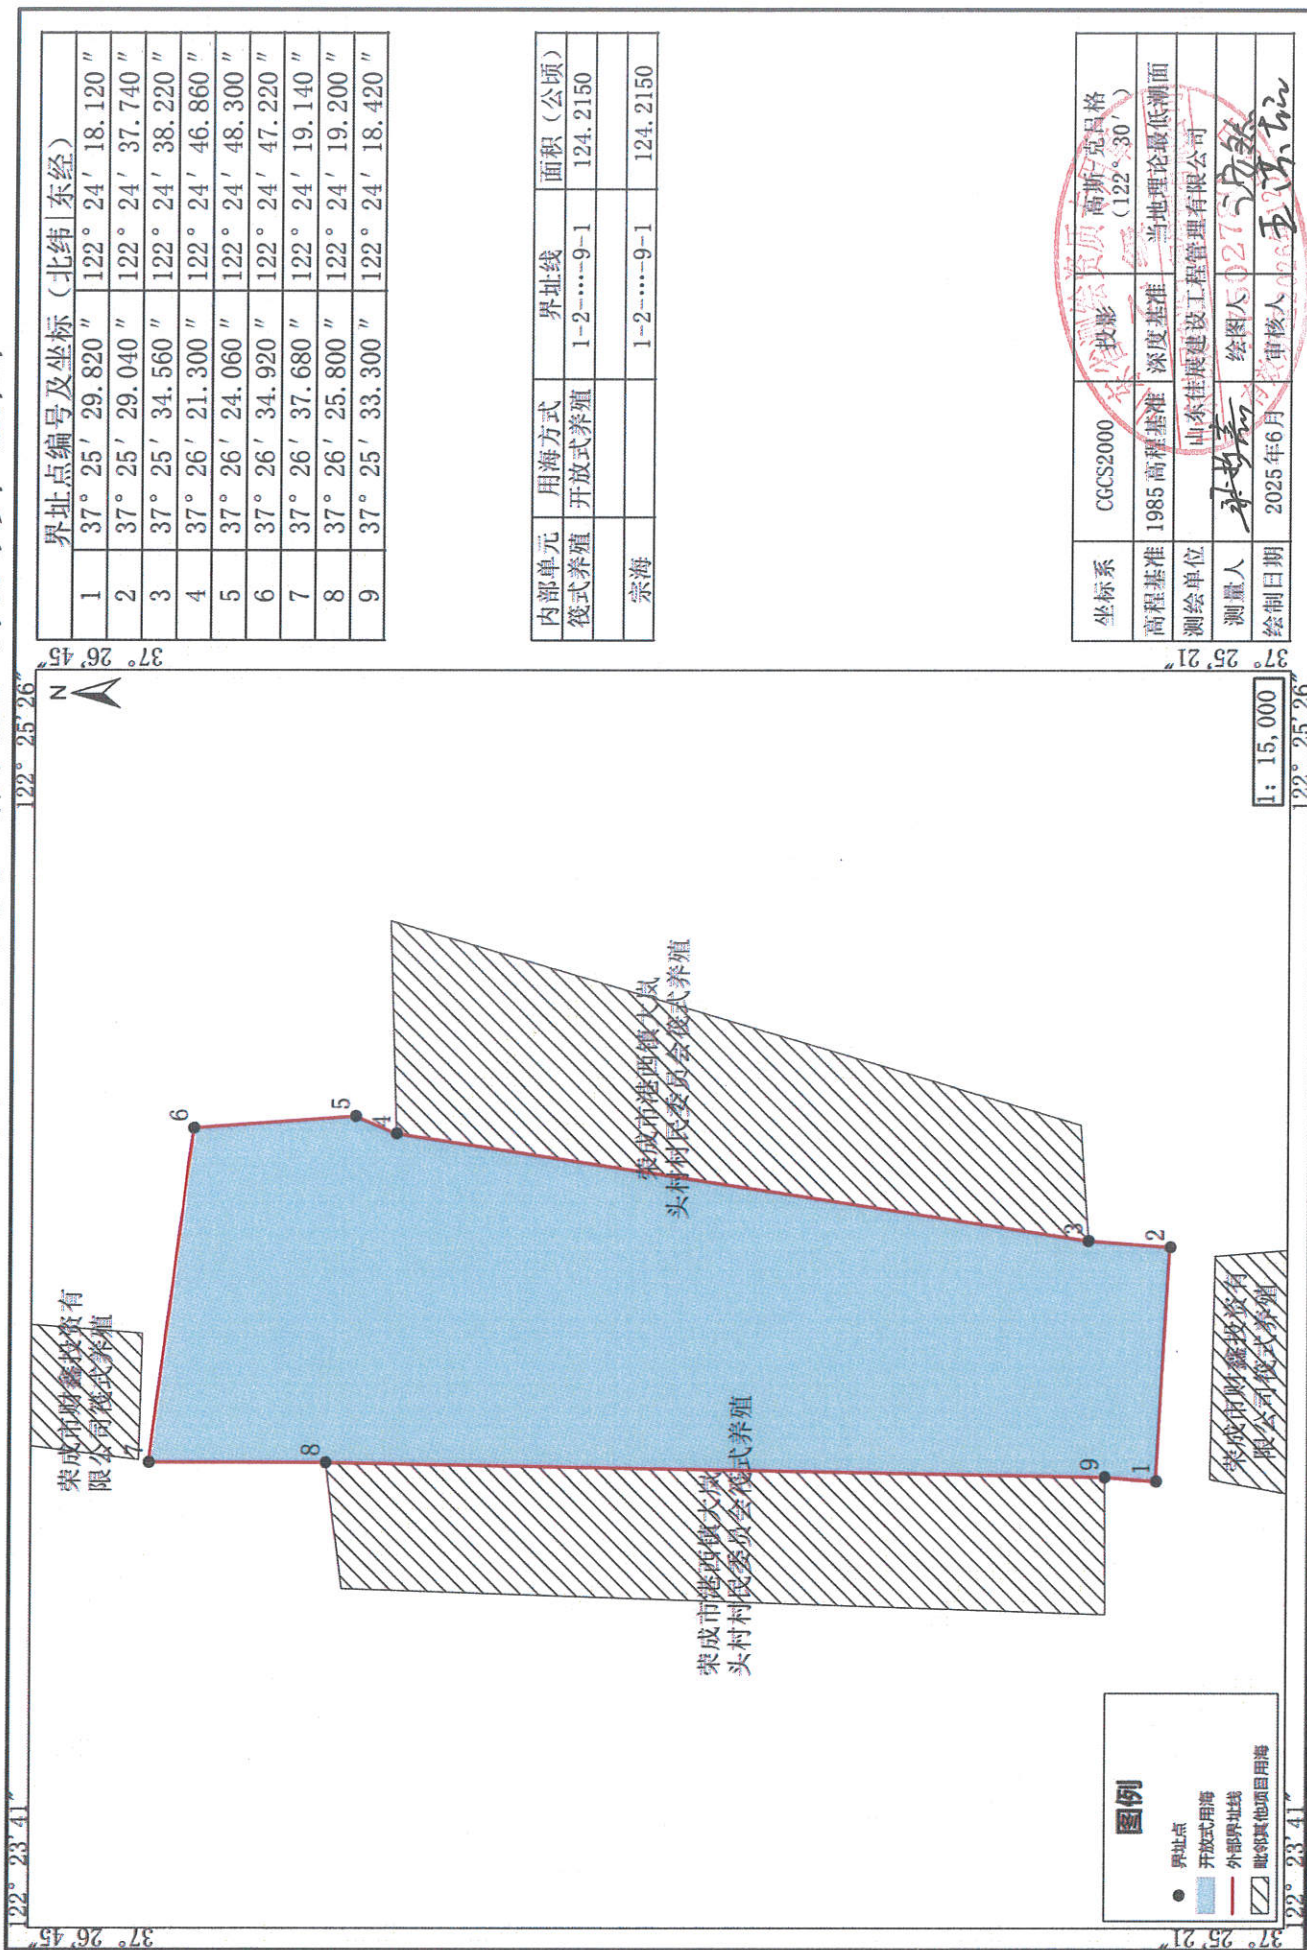 122° 23′ 41″
122° 25′ 26″
37° 26′ 45″
37° 26′ 45″
N
荣成市财鑫投资有
限公司筏式养殖
7
6
8
5
4
荣成市港西镇大岚
头村村民委员会筏式养殖
荣成市港西镇大岚
头村村民委员会筏式养殖
9
3
1
2
荣成市财鑫投资有
限公司筏式养殖
图例
界址点
开放式用海
外部界址线
毗邻其他项目用海
1: 15,000
37° 25′ 21″
37° 25′ 21″
122° 23′ 41″
122° 25′ 26″
界址点编号及坐标（北纬|东经）
1 37° 25′ 29.820″ 122° 24′ 18.120″
2 37° 25′ 29.040″ 122° 24′ 37.740″
3 37° 25′ 34.560″ 122° 24′ 38.220″
4 37° 26′ 21.300″ 122° 24′ 46.860″
5 37° 26′ 24.060″ 122° 24′ 48.300″
6 37° 26′ 34.920″ 122° 24′ 47.220″
7 37° 26′ 37.680″ 122° 24′ 19.140″
8 37° 26′ 25.800″ 122° 24′ 19.200″
9 37° 25′ 33.300″ 122° 24′ 18.420″
内部单元 用海方式 界址线 面积（公顷）
筏式养殖 开放式养殖 1-2-…-9-1 124.2150
宗海 1-2-…-9-1 124.2150
坐标系 CGCS2000 投影 高斯-克吕格
(122° 30′)
高程基准 1985高程基准 深度基准 当地理论最低潮面
测绘单位 山东佳展建设工程管理有限公司
测量人 绘图人
绘制日期 2025年6月 审核人